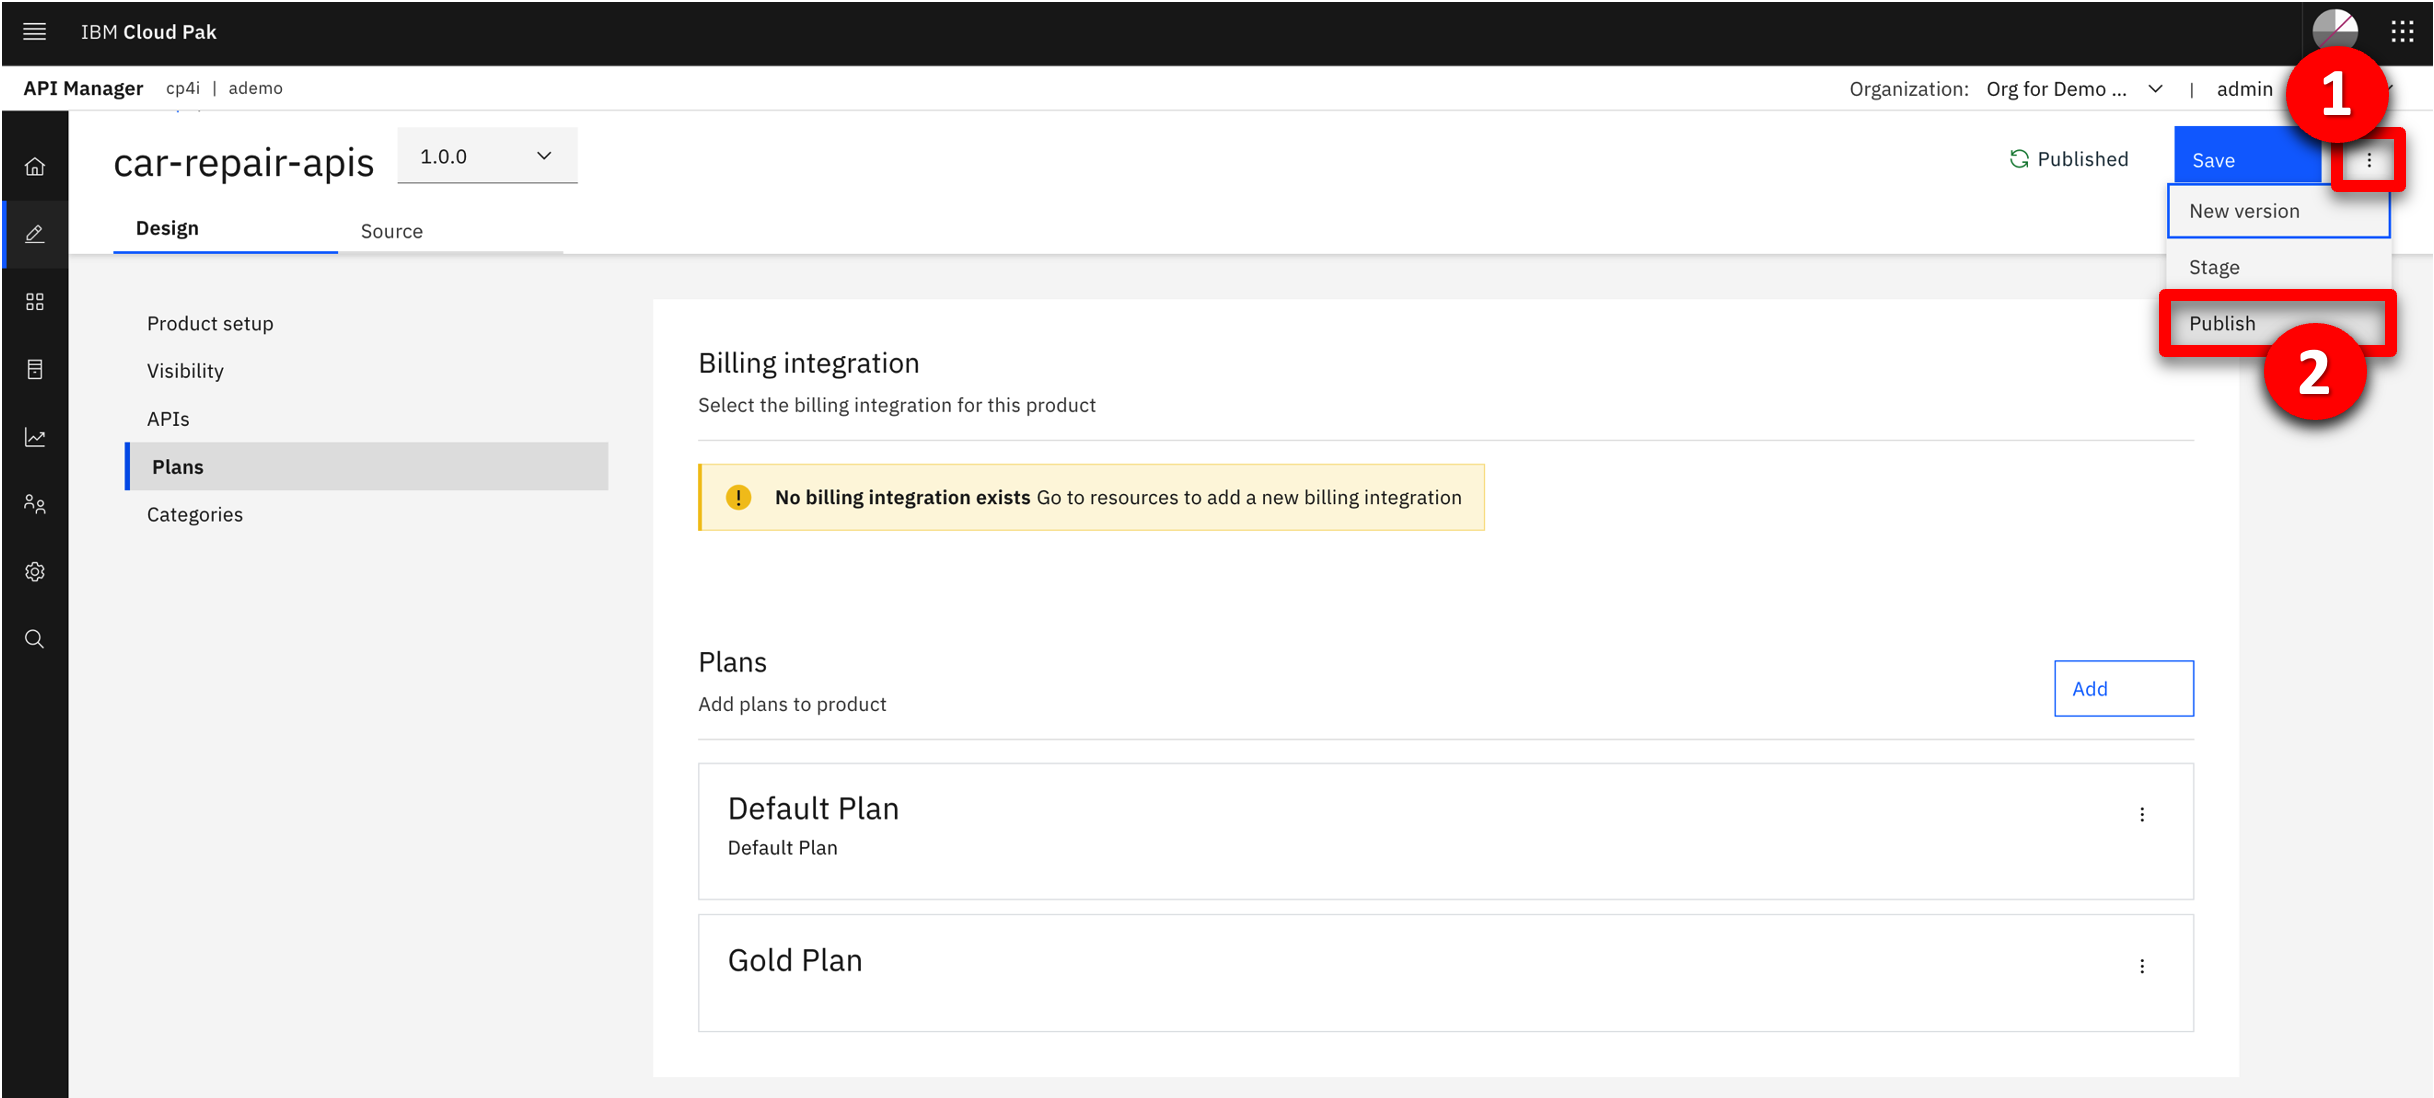 IBM Cloud Pak
API Manager cp4i | ademo
Organization: Org for Demo ... | admin
1
car-repair-apis
1.0.0
Published
Save
New version
Stage
Publish
2
Design
Source
Product setup
Visibility
APIs
Plans
Categories
Billing integration
Select the billing integration for this product
No billing integration exists Go to resources to add a new billing integration
Plans
Add plans to product
Add
Default Plan
Default Plan
Gold Plan